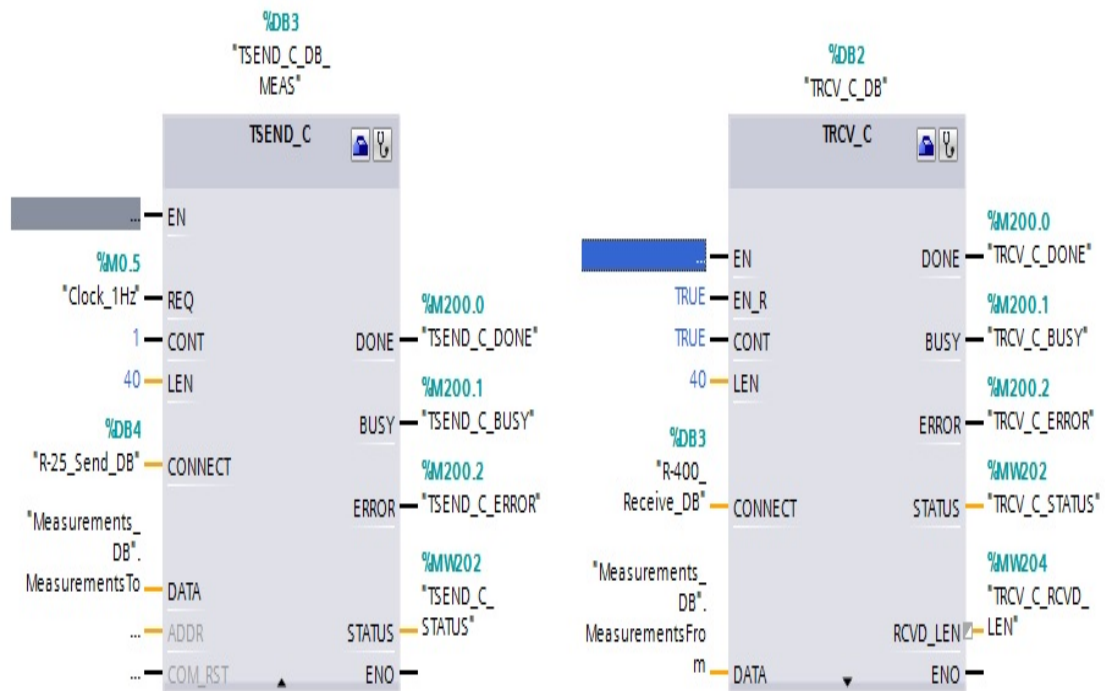 %DB3
"TSEND_C_DB_
MEAS"
TSEND_C
... EN
%M0.5
"Clock_1Hz" REQ
1 CONT
40 LEN
%DB4
"R-25_Send_DB" CONNECT
"Measurements_
DB".
MeasurementsTo DATA
... ADDR
... COM_RST
%M200.0
DONE "TSEND_C_DONE"
%M200.1
BUSY "TSEND_C_BUSY"
%M200.2
ERROR "TSEND_C_ERROR"
%MW202
"TSEND_C_
STATUS STATUS"
ENO
%DB2
"TRCV_C_DB"
TRCV_C
... EN
TRUE EN_R
TRUE CONT
40 LEN
%DB3
"R-400_
Receive_DB" CONNECT
"Measurements_
DB".
MeasurementsFro
m DATA
%M200.0
DONE "TRCV_C_DONE"
%M200.1
BUSY "TRCV_C_BUSY"
%M200.2
ERROR "TRCV_C_ERROR"
%MW202
STATUS "TRCV_C_STATUS"
%MW204
"TRCV_C_RCVD_
RCVD_LEN LEN"
ENO